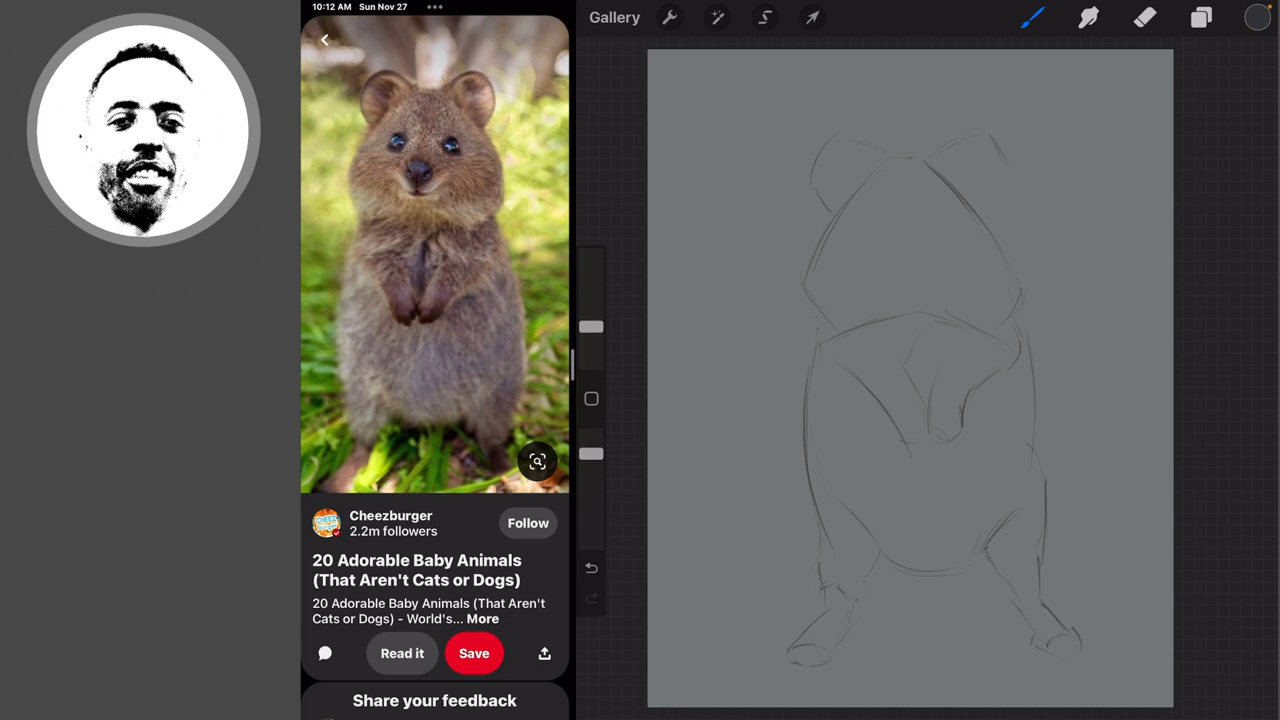 10:12 AM Sun Nov 27
Gallery
Cheezburger
2.2m followers
Follow
20 Adorable Baby Animals
(That Aren't Cats or Dogs)
20 Adorable Baby Animals (That Aren't
Cats or Dogs) - World's... More
Read it
Save
Share your feedback